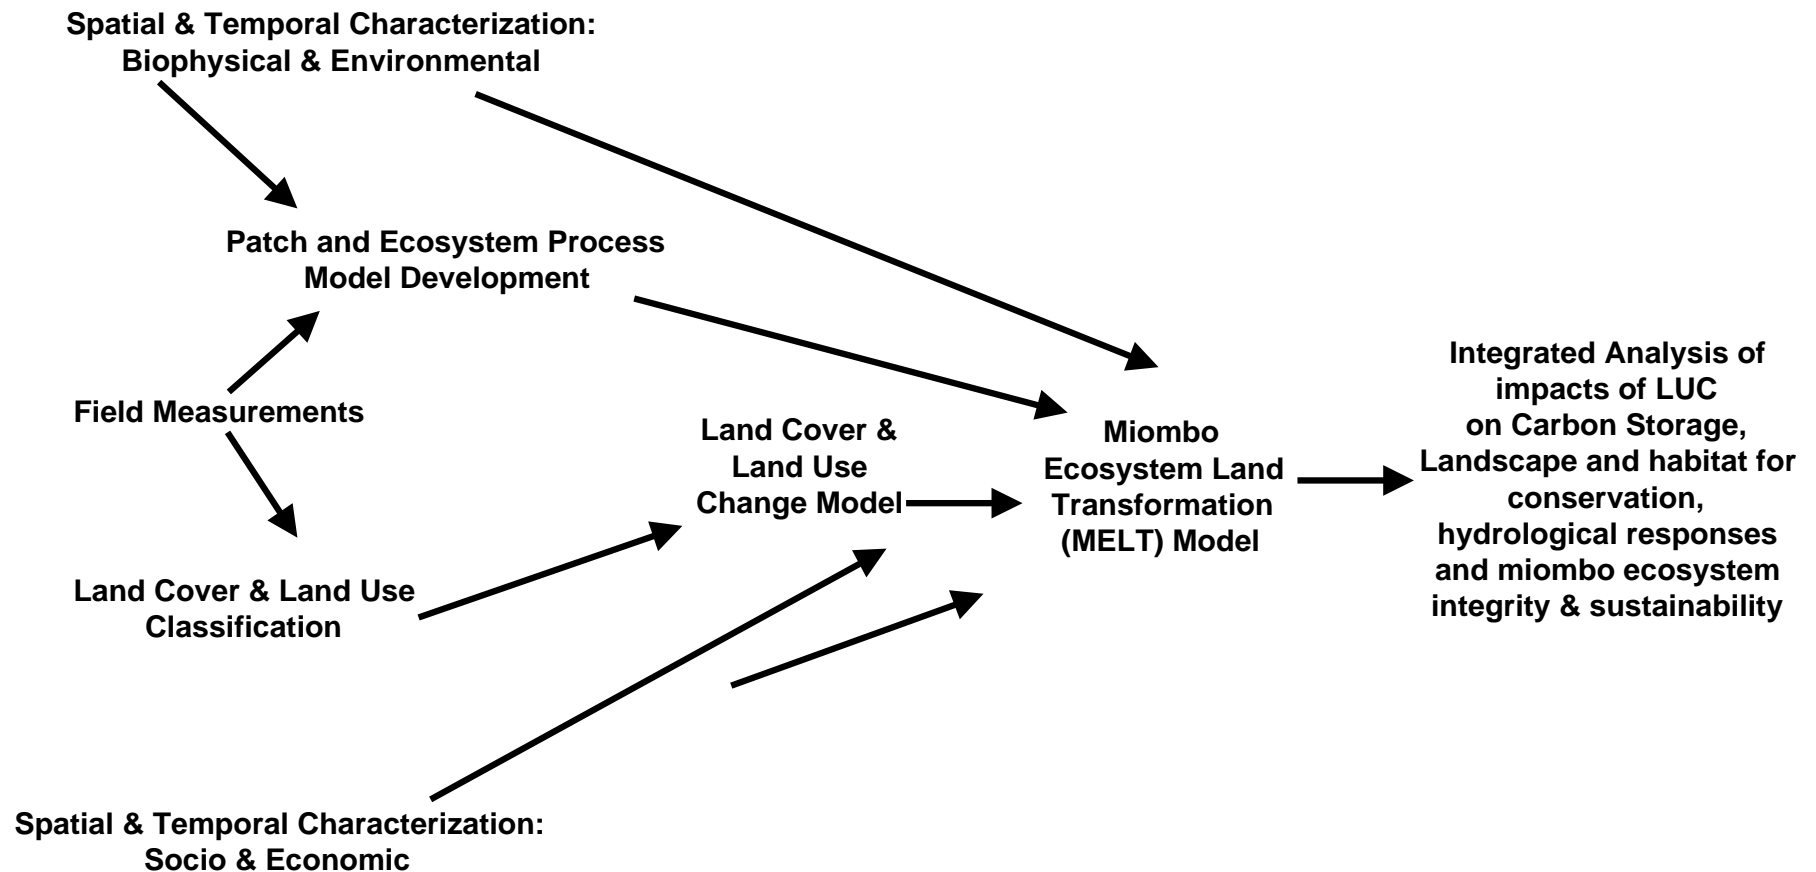 Spatial & Temporal Characterization:
Biophysical & Environmental
Patch and Ecosystem Process
Model Development
Field Measurements
Land Cover & Land Use
Classification
Spatial & Temporal Characterization:
Socio & Economic
Land Cover &
Land Use
Change Model
Miombo
Ecosystem Land
Transformation
(MELT) Model
Integrated Analysis of
impacts of LUC
on Carbon Storage,
Landscape and habitat for
conservation,
hydrological responses
and miombo ecosystem
integrity & sustainability